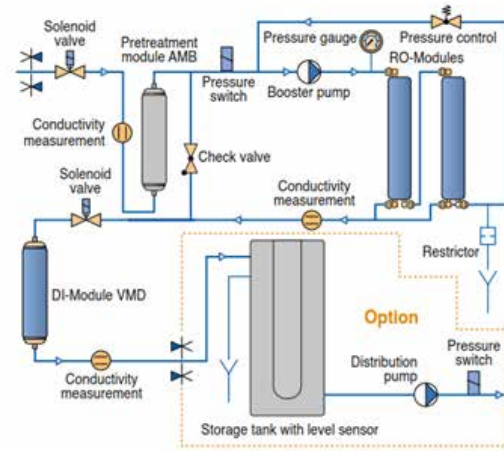 Solenoid
valve
Pretreatment
module AMB
Pressure gauge
Pressure control
RO-Modules
Pressure
switch
Booster pump
Conductivity
measurement
Check valve
Solenoid
valve
Conductivity
measurement
Restrictor
DI-Module VMD
Option
Conductivity
measurement
Distribution
pump
Pressure
switch
Storage tank with level sensor